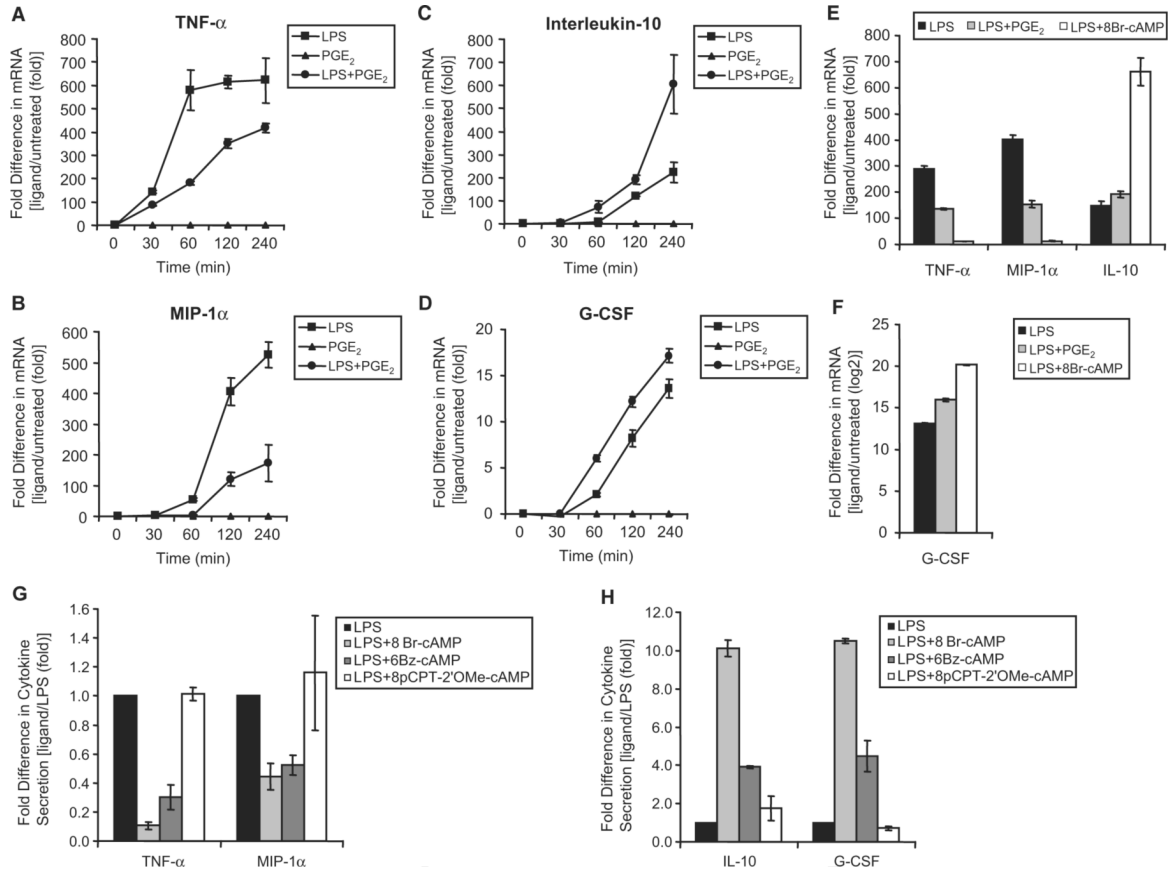 A
TNF-α
Fold Difference in mRNA
[ligand/untreated (fold)]
800
700
600
500
400
300
200
100
0
0 30 60 120 240
Time (min)
LPS
PGE₂
LPS+PGE₂
C
Interleukin-10
Fold Difference in mRNA
[ligand/untreated (fold)]
800
700
600
500
400
300
200
100
0
0 30 60 120 240
Time (min)
LPS
PGE₂
LPS+PGE₂
E
LPS LPS+PGE₂ LPS+8Br-cAMP
Fold Difference in mRNA
[ligand/untreated (fold)]
800
700
600
500
400
300
200
100
0
TNF-α MIP-1α IL-10
B
MIP-1α
Fold Difference in mRNA
[ligand/untreated (fold)]
600
500
400
300
200
100
0
0 30 60 120 240
Time (min)
LPS
PGE₂
LPS+PGE₂
D
G-CSF
Fold Difference in mRNA
[ligand/untreated (fold)]
20
15
10
5
0
0 30 60 120 240
Time (min)
LPS
PGE₂
LPS+PGE₂
F
Fold Difference in mRNA
[ligand/untreated (log2)]
25
20
15
10
5
0
G-CSF
LPS
LPS+PGE₂
LPS+8Br-cAMP
G
Fold Difference in Cytokine
Secretion [ligand/LPS (fold)]
1.6
1.4
1.2
1.0
0.8
0.6
0.4
0.2
0.0
TNF-α MIP-1α
LPS
LPS+8 Br-cAMP
LPS+6Bz-cAMP
LPS+8pCPT-2'OMe-cAMP
H
Fold Difference in Cytokine
Secretion [ligand/LPS (fold)]
12.0
10.0
8.0
6.0
4.0
2.0
0.0
IL-10 G-CSF
LPS
LPS+8 Br-cAMP
LPS+6Bz-cAMP
LPS+8pCPT-2'OMe-cAMP